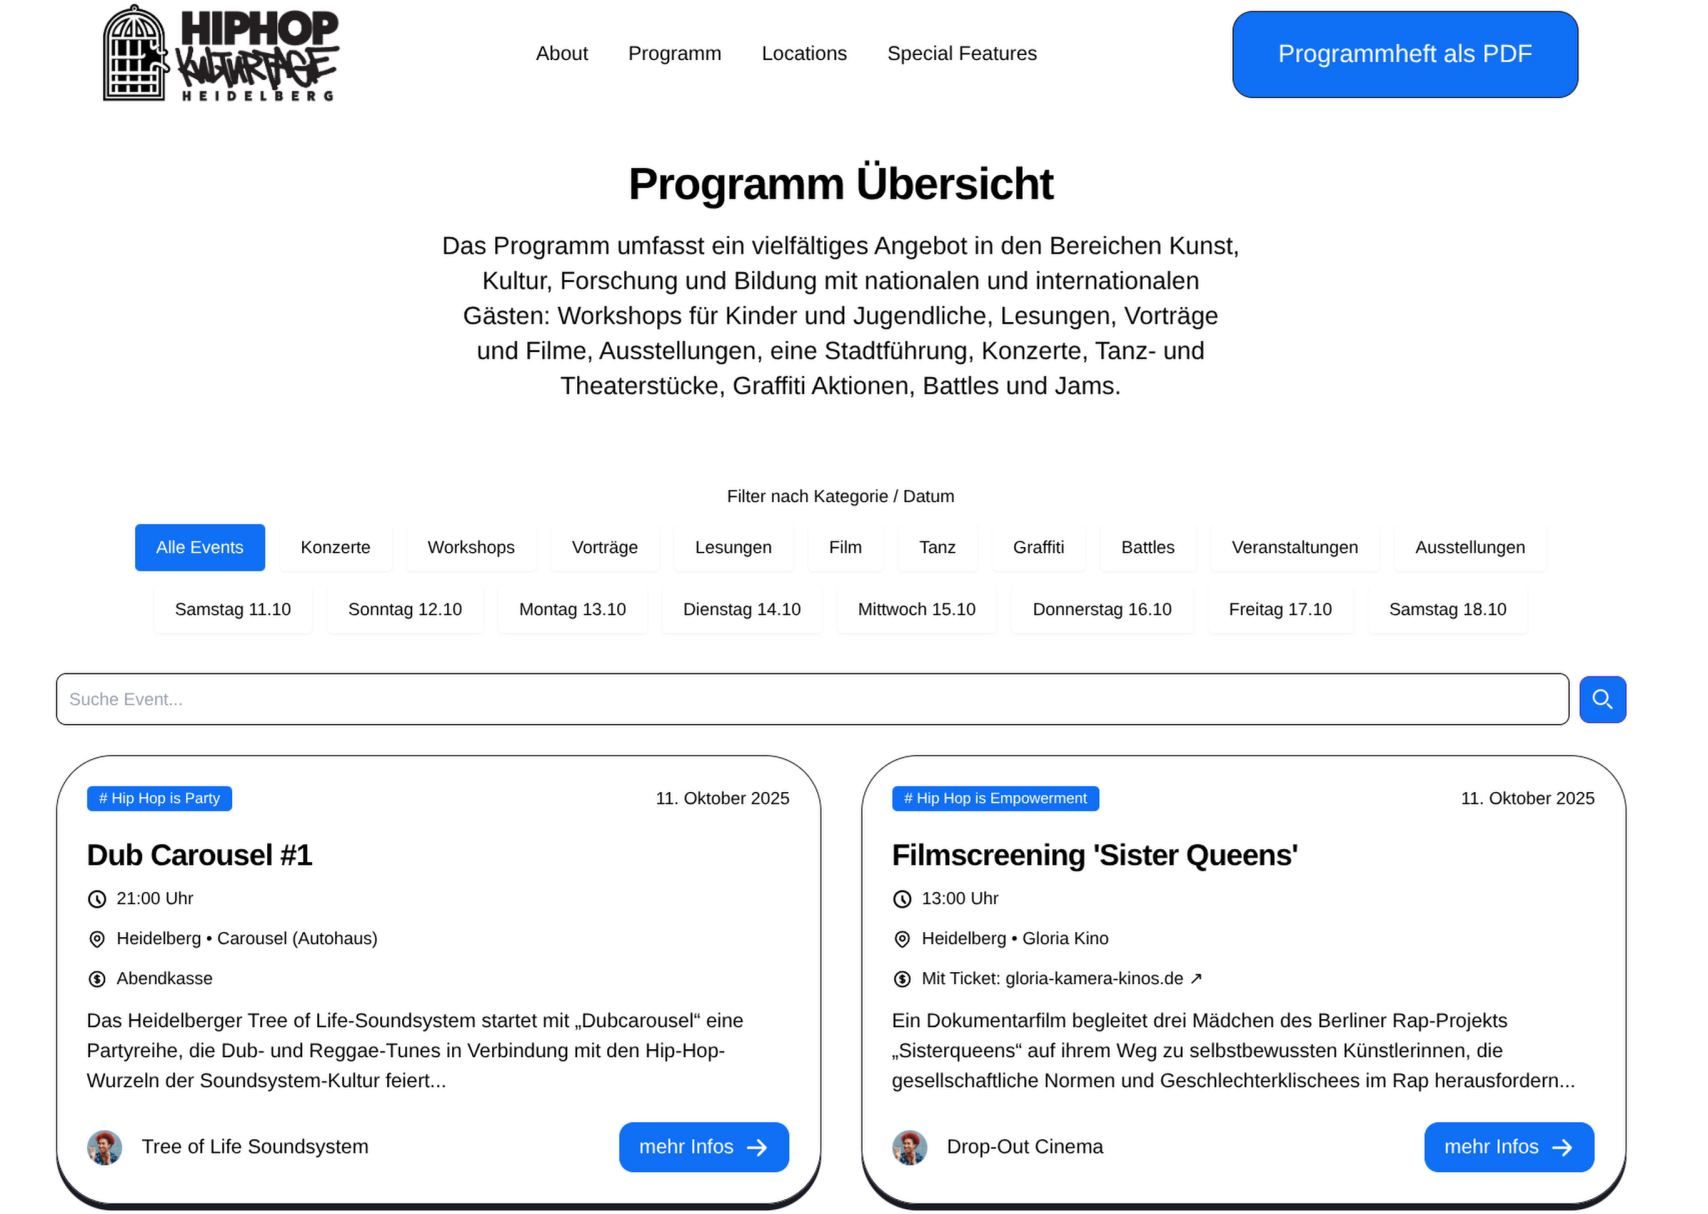 HIPHOP
KULTURTAGE
HEIDELBERG
About
Programm
Locations
Special Features
Programmheft als PDF
Programm Übersicht
Das Programm umfasst ein vielfältiges Angebot in den Bereichen Kunst,
Kultur, Forschung und Bildung mit nationalen und internationalen
Gästen: Workshops für Kinder und Jugendliche, Lesungen, Vorträge
und Filme, Ausstellungen, eine Stadtführung, Konzerte, Tanz- und
Theaterstücke, Graffiti Aktionen, Battles und Jams.
Filter nach Kategorie / Datum
Alle Events
Konzerte
Workshops
Vorträge
Lesungen
Film
Tanz
Graffiti
Battles
Veranstaltungen
Ausstellungen
Samstag 11.10
Sonntag 12.10
Montag 13.10
Dienstag 14.10
Mittwoch 15.10
Donnerstag 16.10
Freitag 17.10
Samstag 18.10
Suche Event...
# Hip Hop is Party
11. Oktober 2025
Dub Carousel #1
21:00 Uhr
Heidelberg • Carousel (Autohaus)
Abendkasse
Das Heidelberger Tree of Life-Soundsystem startet mit „Dubcarousel“ eine
Partyreihe, die Dub- und Reggae-Tunes in Verbindung mit den Hip-Hop-
Wurzeln der Soundsystem-Kultur feiert...
Tree of Life Soundsystem
mehr Infos →
# Hip Hop is Empowerment
11. Oktober 2025
Filmscreening 'Sister Queens'
13:00 Uhr
Heidelberg • Gloria Kino
Mit Ticket: gloria-kamera-kinos.de ↗
Ein Dokumentarfilm begleitet drei Mädchen des Berliner Rap-Projekts
„Sisterqueens“ auf ihrem Weg zu selbstbewussten Künstlerinnen, die
gesellschaftliche Normen und Geschlechterklischees im Rap herausfordern...
Drop-Out Cinema
mehr Infos →